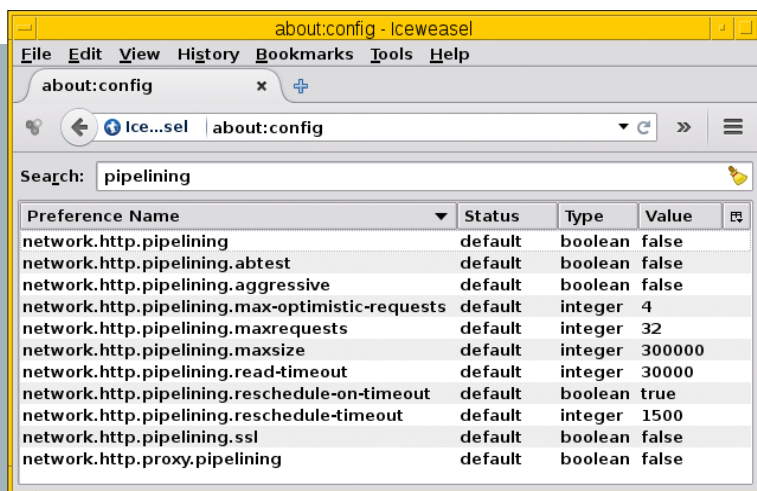 about:config - Iceweasel
File Edit View History Bookmarks Tools Help
about:config
Ice...sel about:config
Search: pipelining
Preference Name Status Type Value
network.http.pipelining default boolean false
network.http.pipelining.abtest default boolean false
network.http.pipelining.aggressive default boolean false
network.http.pipelining.max-optimistic-requests default integer 4
network.http.pipelining.maxrequests default integer 32
network.http.pipelining.maxsize default integer 300000
network.http.pipelining.read-timeout default integer 30000
network.http.pipelining.reschedule-on-timeout default boolean true
network.http.pipelining.reschedule-timeout default integer 1500
network.http.pipelining.ssl default boolean false
network.http.proxy.pipelining default boolean false